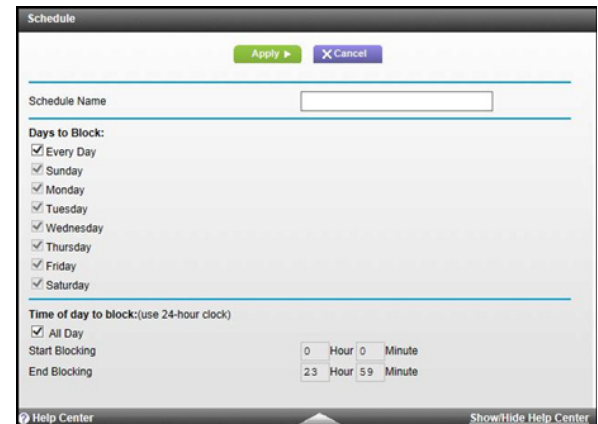 Schedule
Apply ▶ X Cancel
Schedule Name
Days to Block:
Every Day
Sunday
Monday
Tuesday
Wednesday
Thursday
Friday
Saturday
Time of day to block:(use 24-hour clock)
All Day
Start Blocking 0 Hour 0 Minute
End Blocking 23 Hour 59 Minute
Help Center Show/Hide Help Center